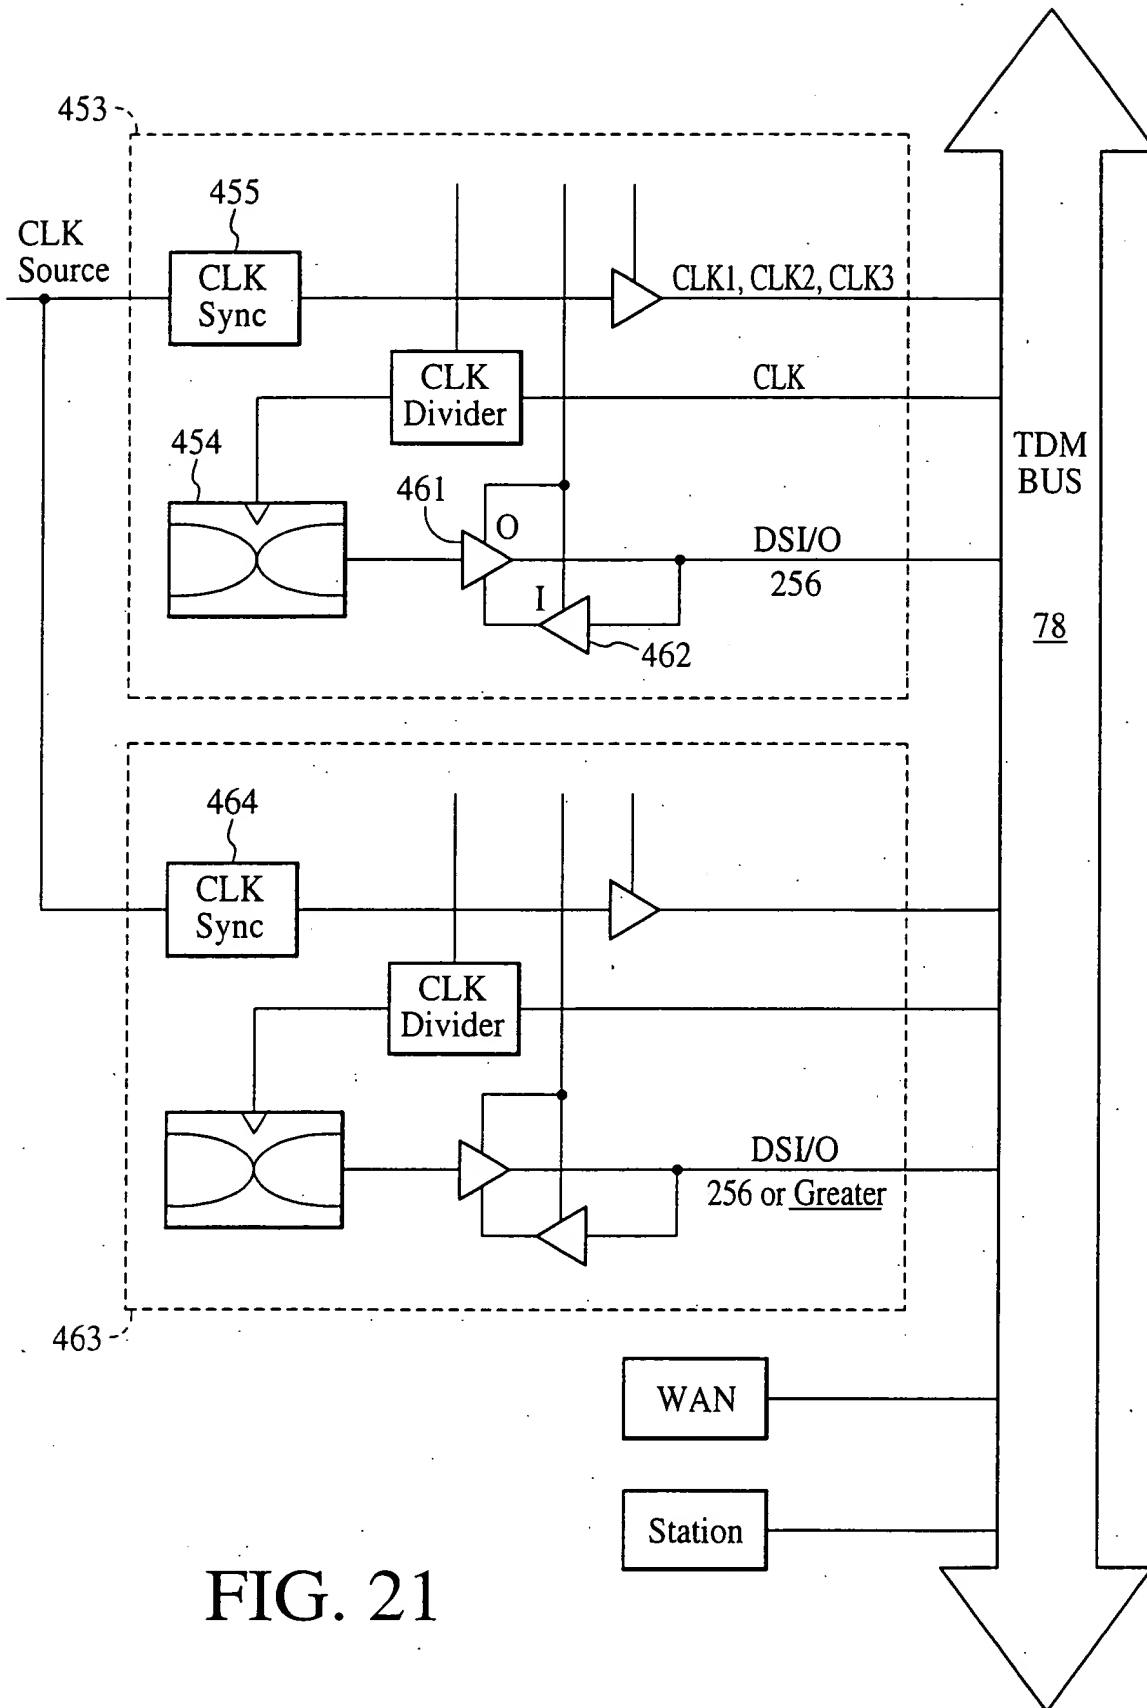 453
455
CLK
Source
CLK
Sync
CLK1, CLK2, CLK3
CLK
Divider
CLK
454
461
O
DSI/O
256
I
462
TDM
BUS
78
464
CLK
Sync
CLK
Divider
DSI/O
256 or Greater
463
WAN
Station
FIG. 21